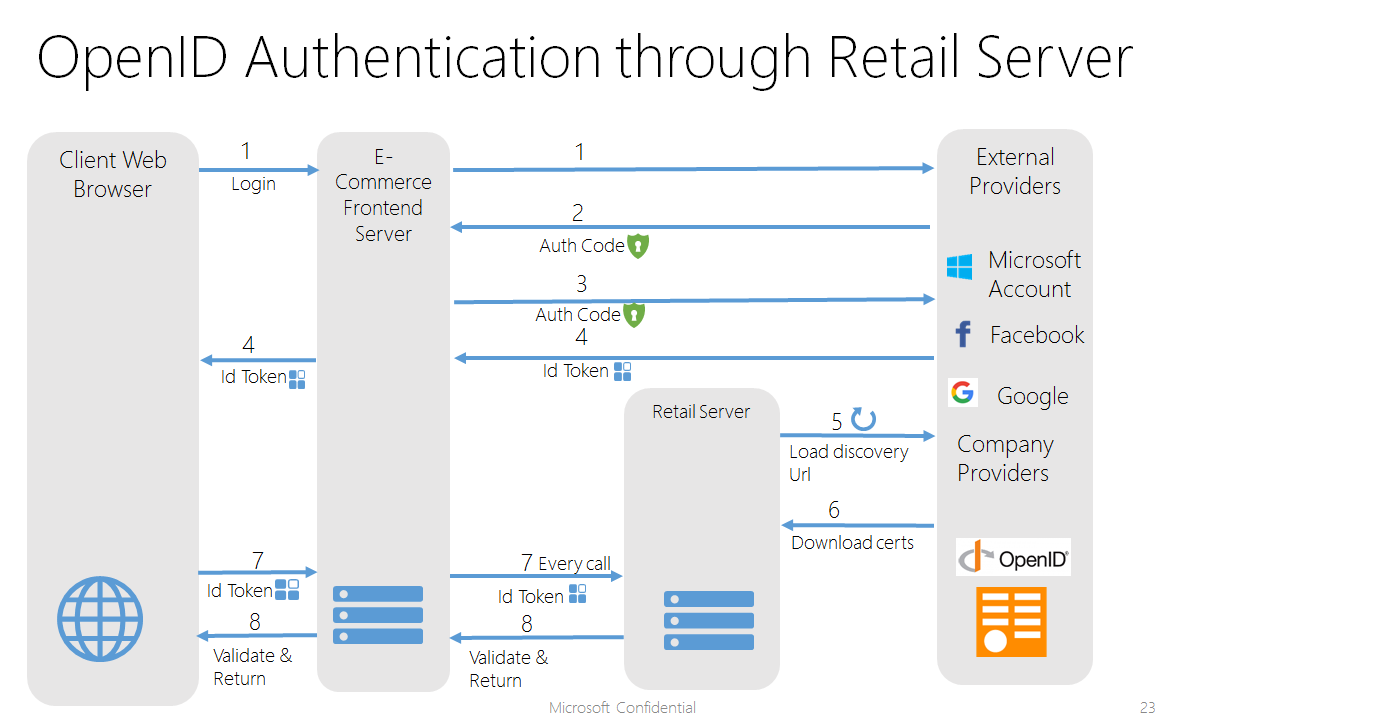 OpenID Authentication through Retail Server
Client Web
Browser
1
Login
E-
Commerce
Frontend
Server
1
2
Auth Code
3
Auth Code
4
Id Token
4
Id Token
External
Providers
Microsoft
Account
Facebook
Google
Company
Providers
OpenID®
Retail Server
5
Load discovery
Url
6
Download certs
7
Id Token
8
Validate &
Return
7 Every call
Id Token
8
Validate &
Return
Microsoft Confidential
23